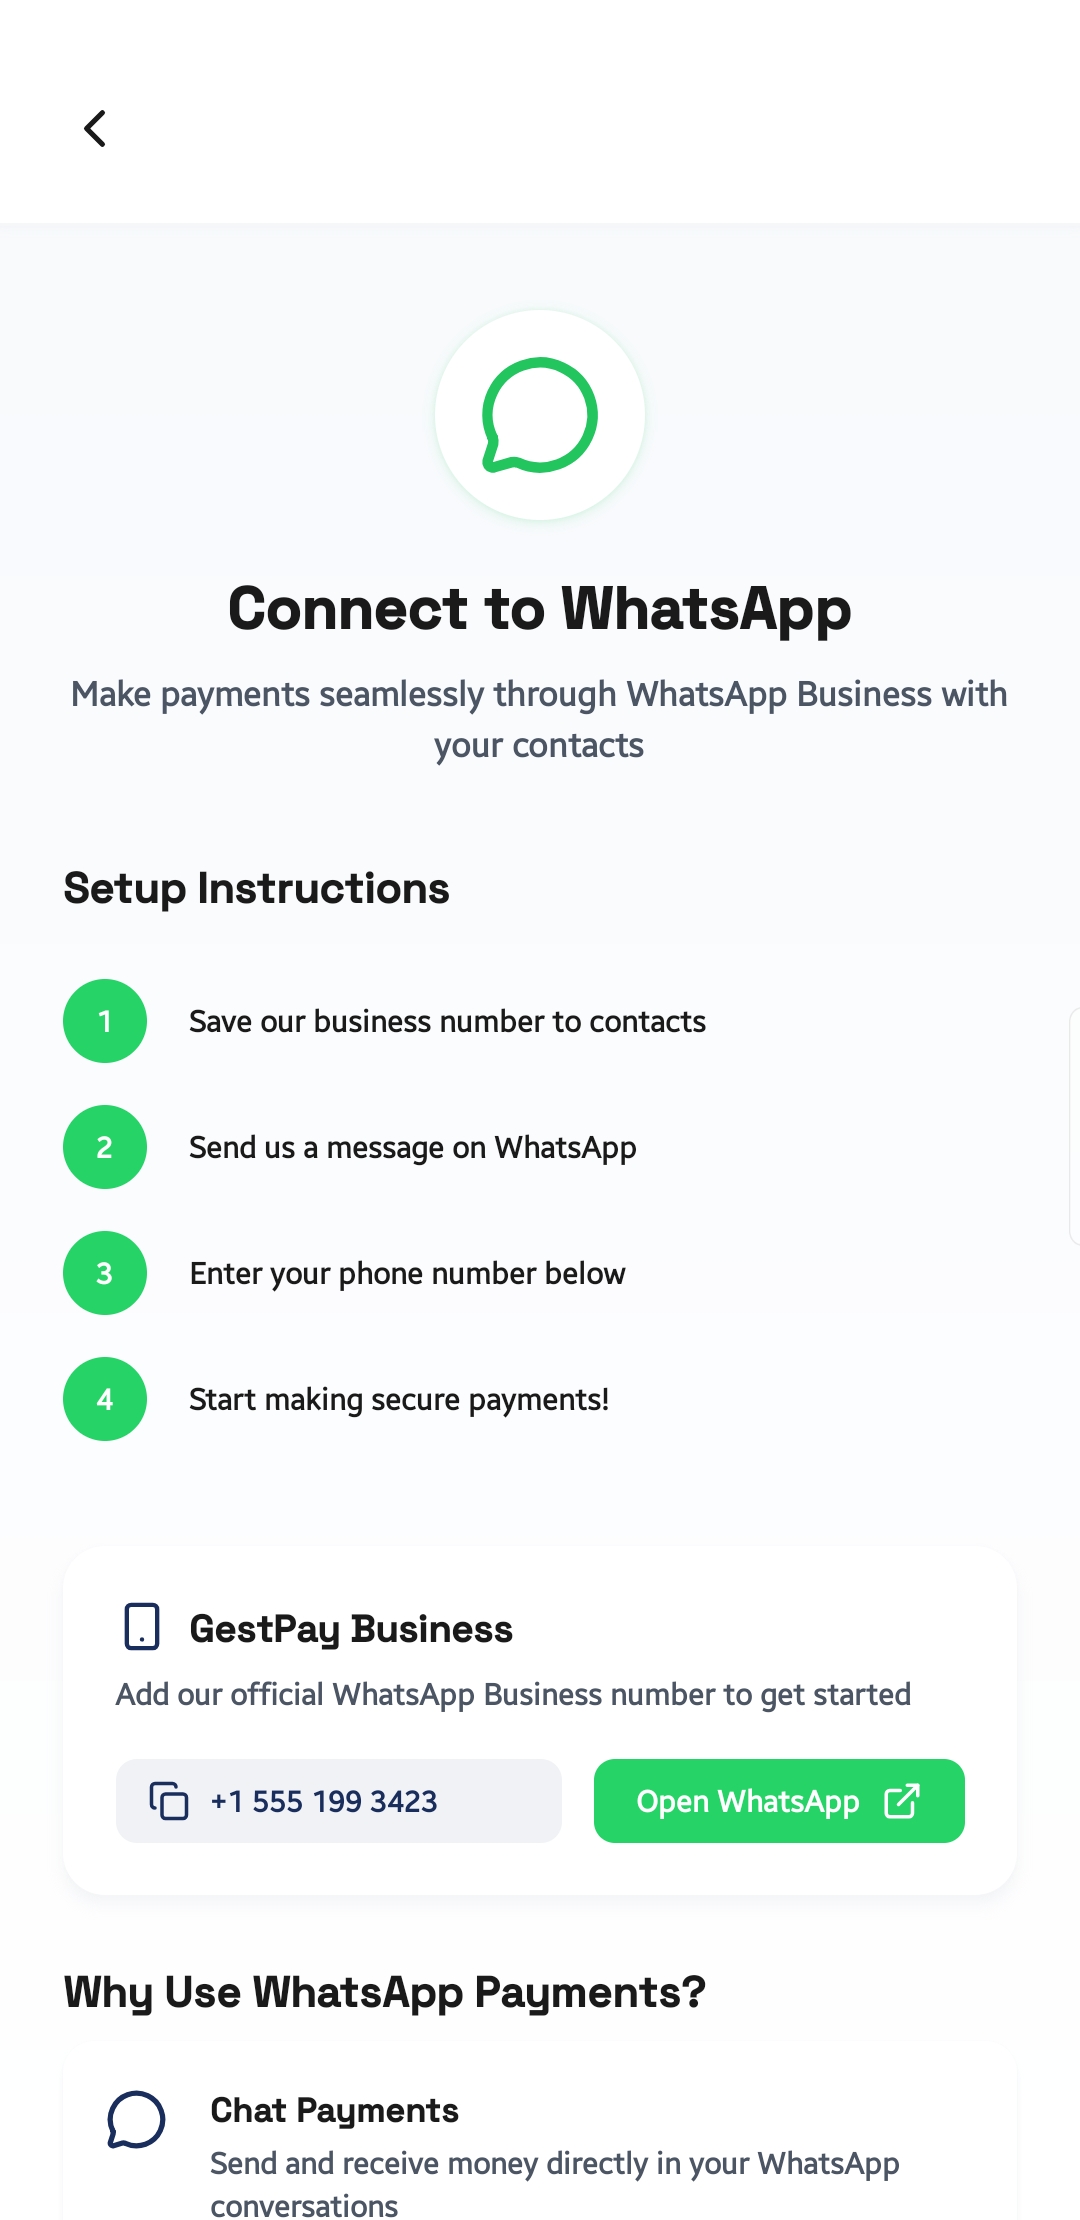 Connect to WhatsApp
Make payments seamlessly through WhatsApp Business with
your contacts
Setup Instructions
1 Save our business number to contacts
2 Send us a message on WhatsApp
3 Enter your phone number below
4 Start making secure payments!
GestPay Business
Add our official WhatsApp Business number to get started
+1 555 199 3423 Open WhatsApp
Why Use WhatsApp Payments?
Chat Payments
Send and receive money directly in your WhatsApp
conversations